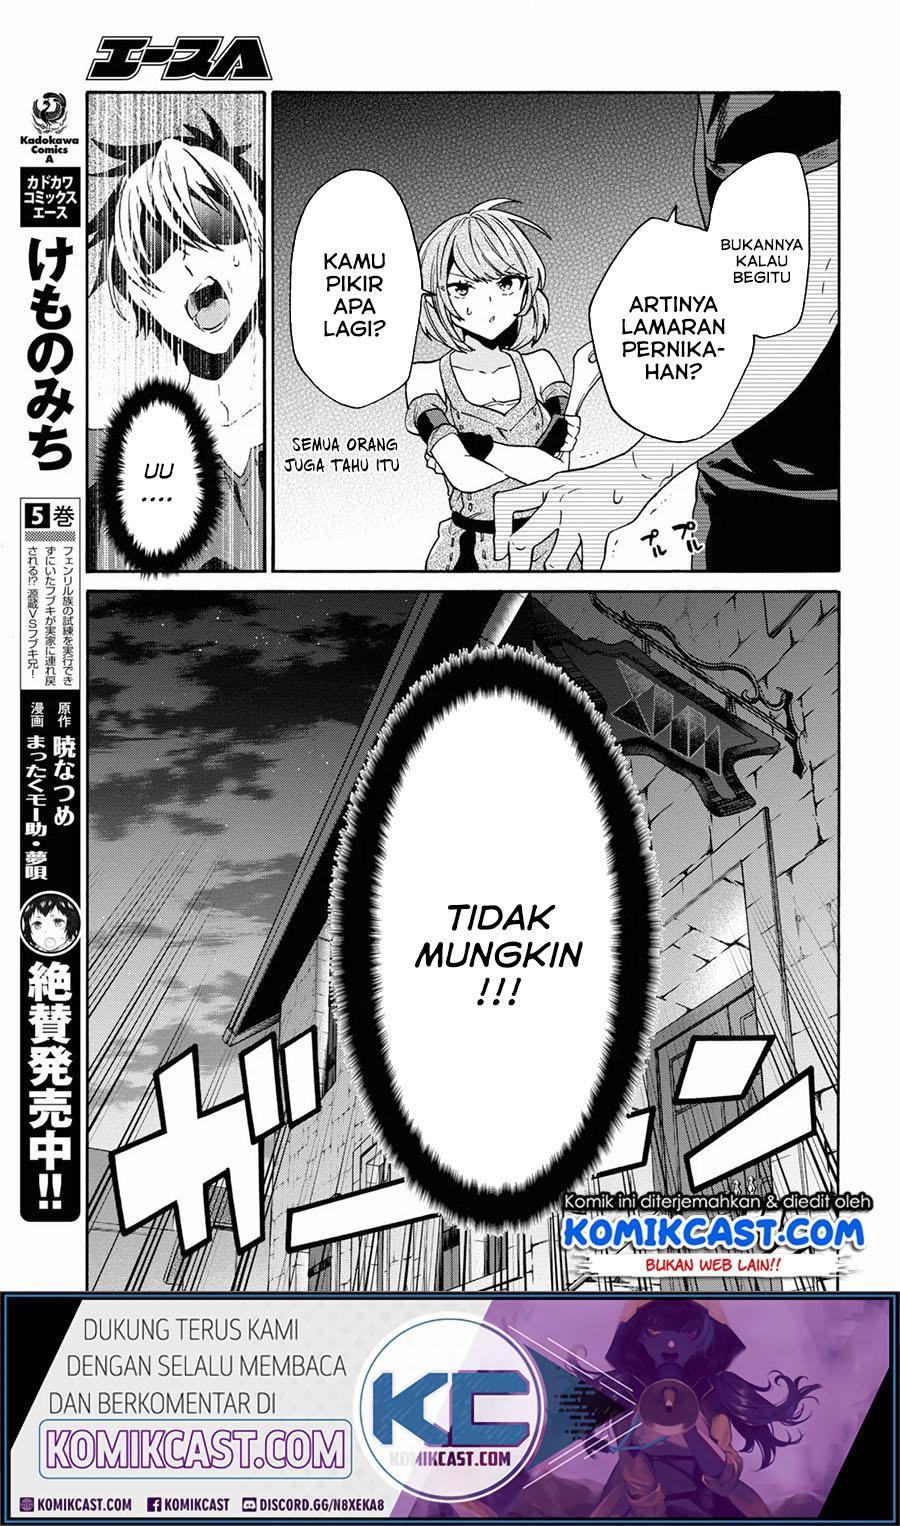 エースA
Kadokawa
Comics
A
カドカワ
コミックス
エース
けものみち
5巻
フェンリル族の試練を実行でき
ずにいたフブキが実家に連れ戻
される!? 源蔵VSフブキ兄!
原作 暁なつめ
漫画 まったくモー助・夢唄
絶賛発売中!!
BUKANNYA
KALAU
BEGITU
ARTINYA
LAMARAN
PERNIKA-
HAN?
KAMU
PIKIR
APA
LAGI?
SEMUA ORANG
JUGA TAHU ITU
プル
プル
UU
....
TIDAK
MUNGKIN
!!!
ガーーン
Komik ini diterjemahkan & diedit oleh
KOMIKCAST.COM
BUKAN WEB LAIN!!
DUKUNG TERUS KAMI
DENGAN SELALU MEMBACA
DAN BERKOMENTAR DI
KOMIKCAST.COM
KC
KOMIKCAST.COM
KOMIKCAST.COM
KOMIKCAST
DISCORD.GG/N8XEKA8